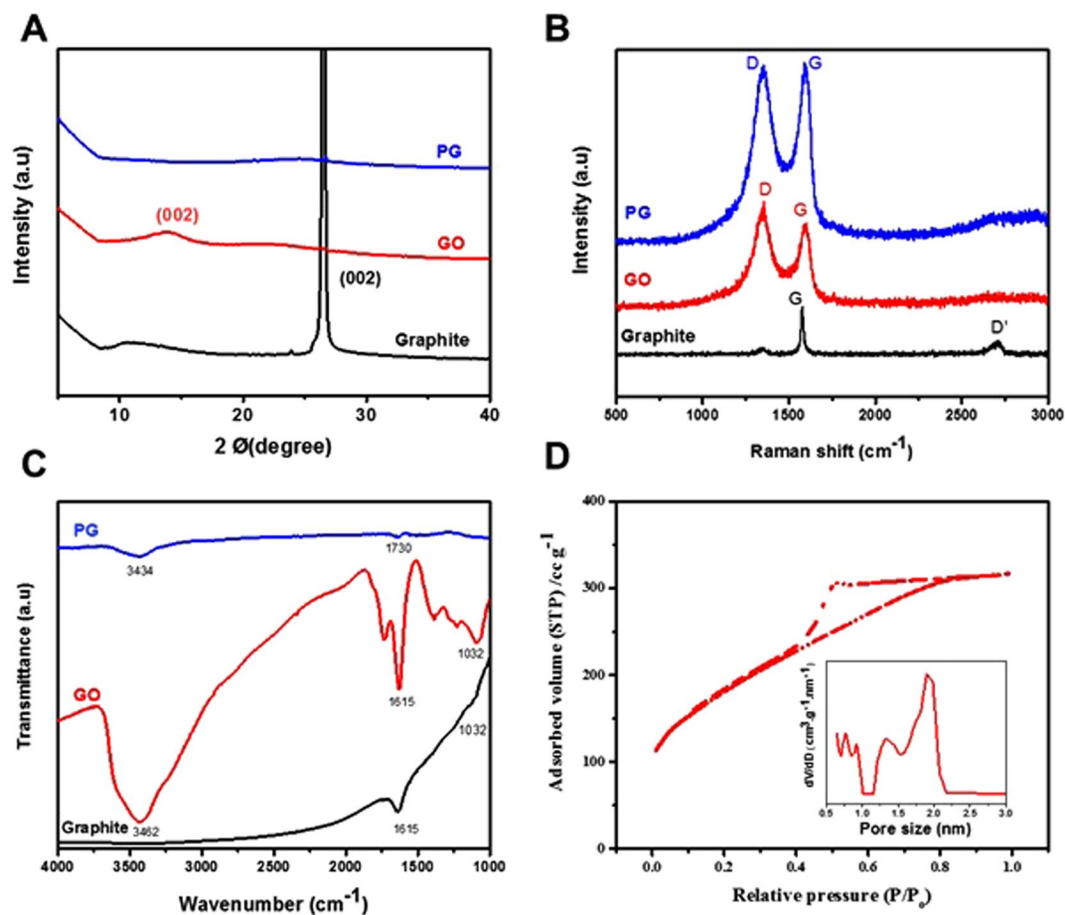 A
Intensity (a.u)
PG
(002)
GO
(002)
Graphite
10 20 30 40
2 Ø(degree)
B
Intensity (a.u)
D G
PG
D G
GO
G
Graphite D'
500 1000 1500 2000 2500 3000
Raman shift (cm-1)
C
Transmittance (a.u)
PG
3434 1730
GO
1615 1032
1032
Graphite 3462 1615
4000 3500 3000 2500 2000 1500 1000
Wavenumber (cm-1)
D
Adsorbed volume (STP) /cc g-1
400
300
200
100
0
0.0 0.2 0.4 0.6 0.8 1.0
Relative pressure (P/Po)
dV/dD (cm3.g-1.nm-1)
0.5 1.0 1.5 2.0 2.5 3.0
Pore size (nm)